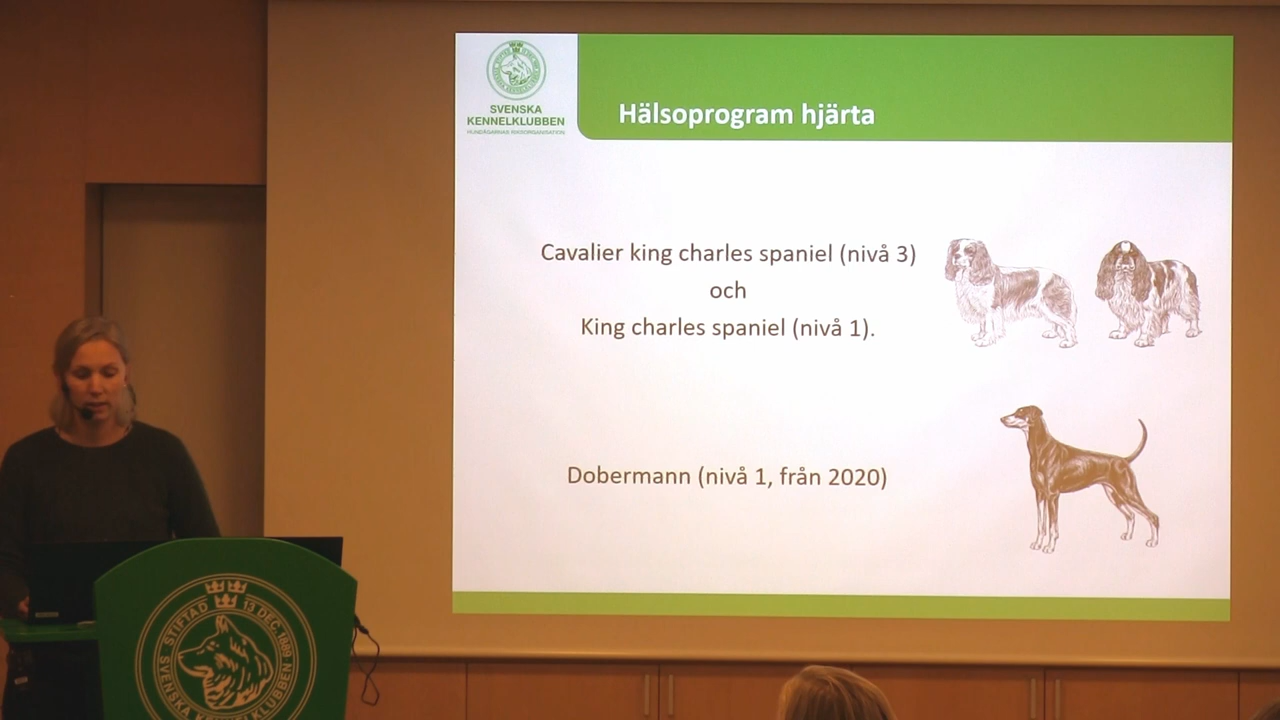 SVENSKA
KENNELKLUBBEN
HUNDÄGARNAS RIKSORGANISATION
Hälsoprogram hjärta
Cavalier king charles spaniel (nivå 3)
och
King charles spaniel (nivå 1).
Dobermann (nivå 1, från 2020)
STIFTAD 13 DEC. 1889
SVENSKA KENNELKLUBBEN